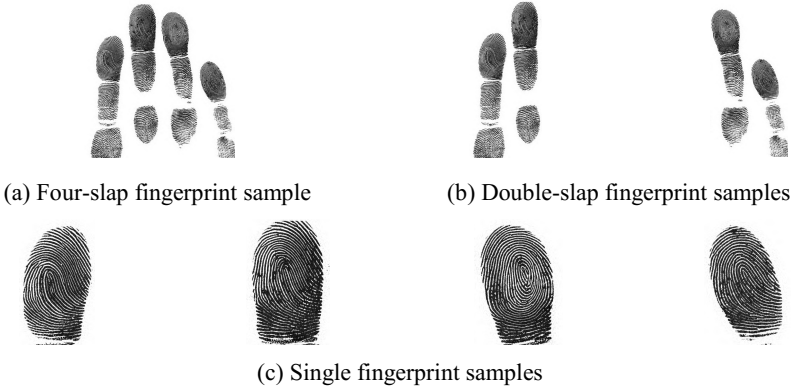 (a) Four-slap fingerprint sample
(b) Double-slap fingerprint samples
(c) Single fingerprint samples